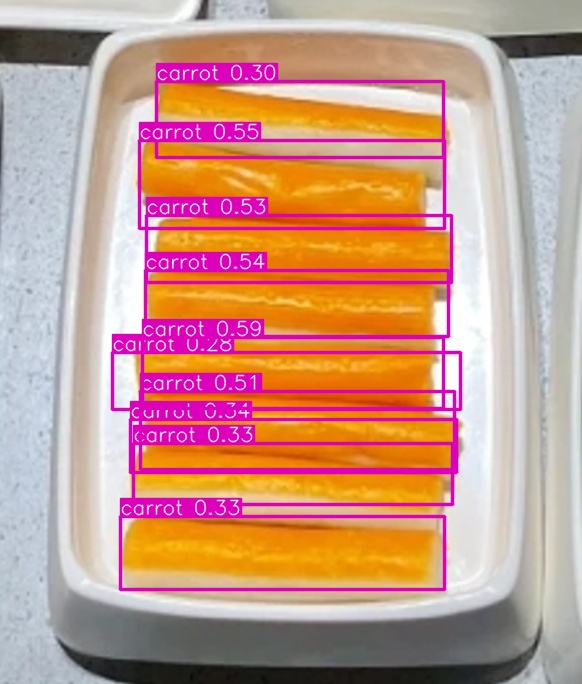 carrot 0.30
carrot 0.55
carrot 0.53
carrot 0.54
carrot 0.59
carrot 0.28
carrot 0.51
carrot 0.34
carrot 0.33
carrot 0.33